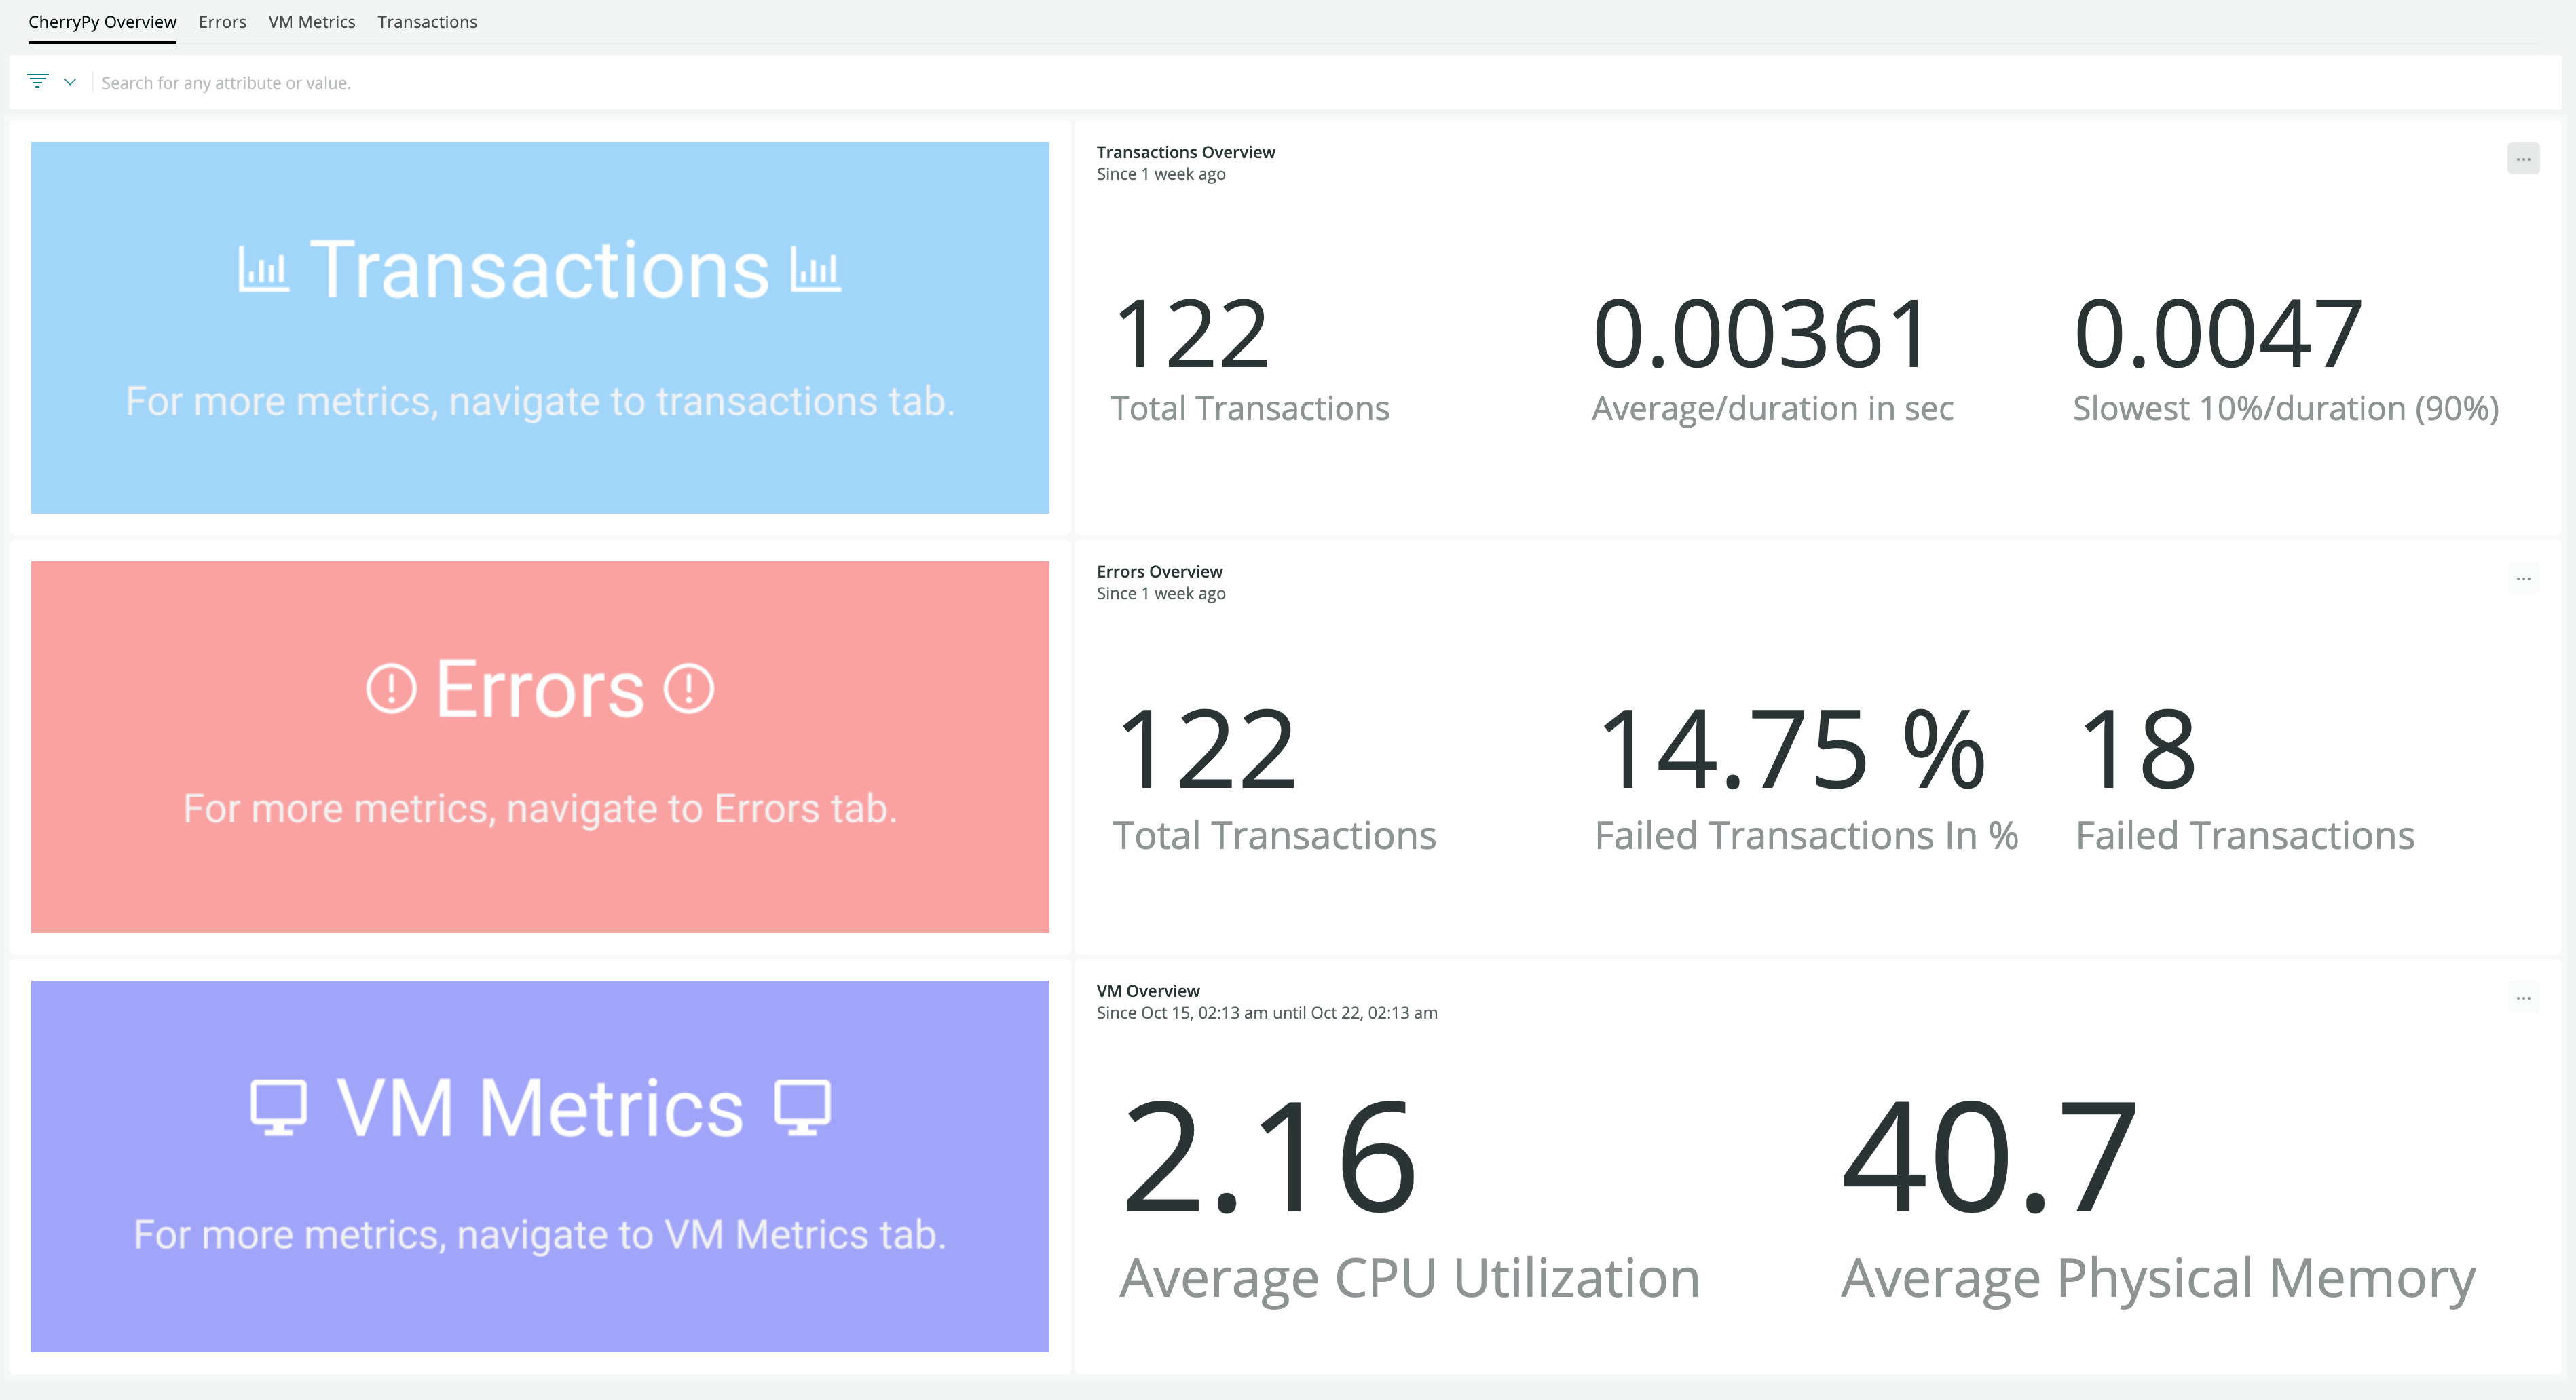 CherryPy Overview Errors VM Metrics Transactions
Search for any attribute or value.
Transactions
For more metrics, navigate to transactions tab.
Transactions Overview
Since 1 week ago
...
122 0.00361 0.0047
Total Transactions Average/duration in sec Slowest 10%/duration (90%)
Errors
For more metrics, navigate to Errors tab.
Errors Overview
Since 1 week ago
...
122 14.75 % 18
Total Transactions Failed Transactions In % Failed Transactions
VM Metrics
For more metrics, navigate to VM Metrics tab.
VM Overview
Since Oct 15, 02:13 am until Oct 22, 02:13 am
...
2.16 40.7
Average CPU Utilization Average Physical Memory